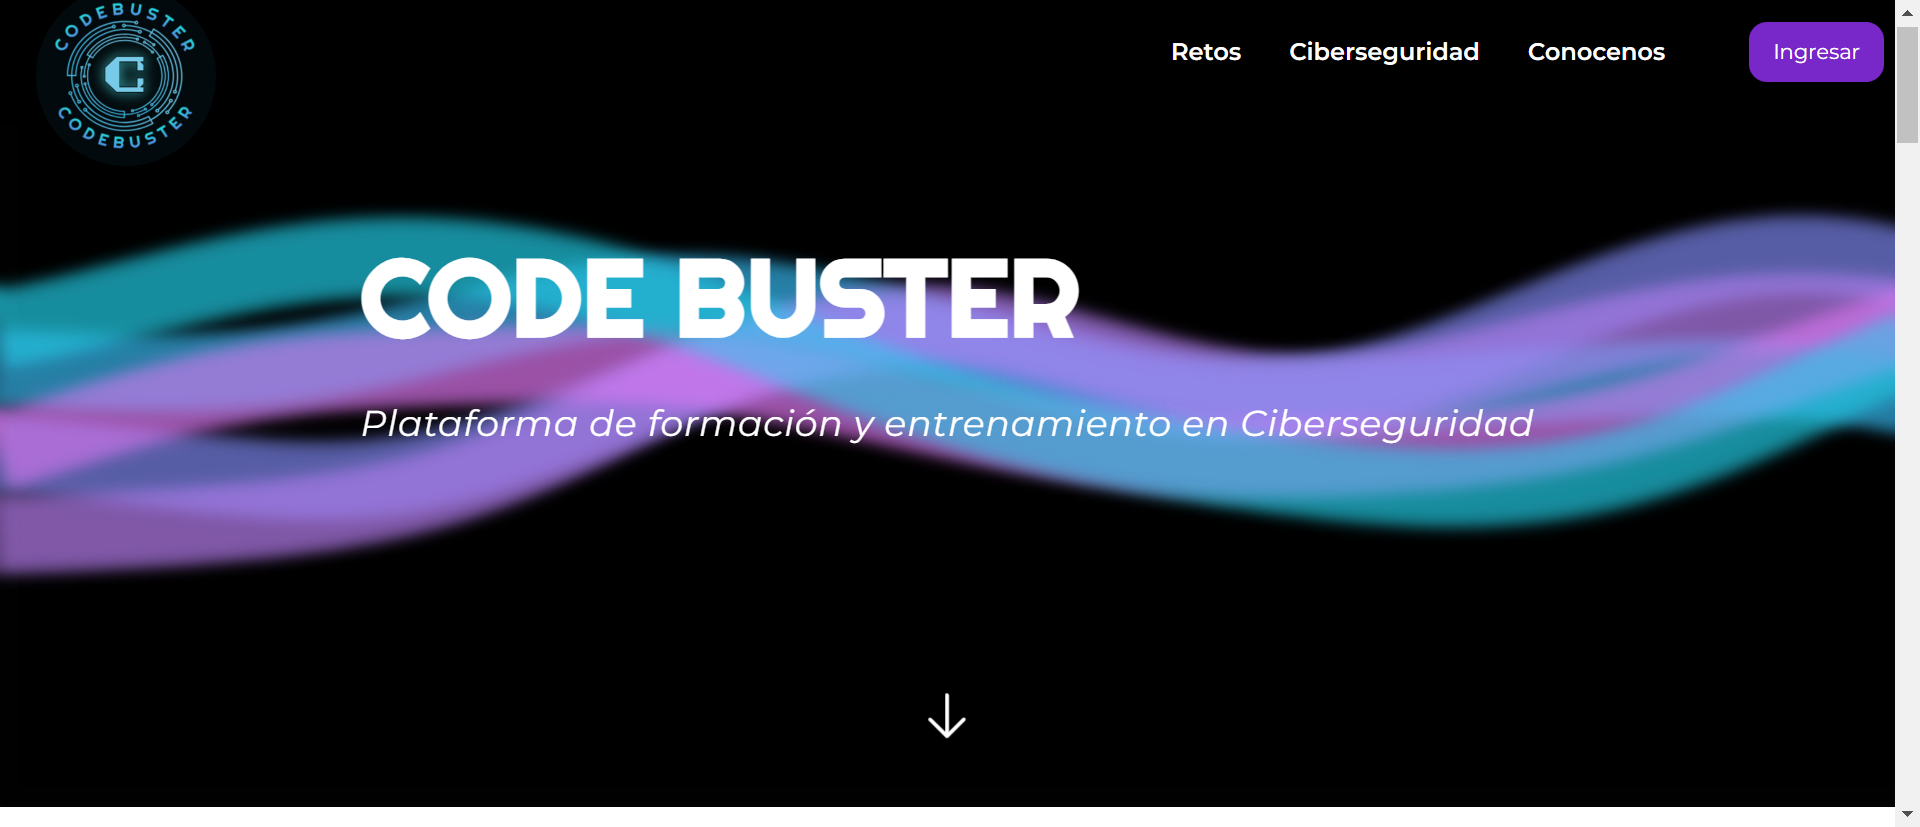 CODEBUSTER
C
CODEBUSTER
Retos Ciberseguridad Conocenos Ingresar
CODE BUSTER
Plataforma de formación y entrenamiento en Ciberseguridad